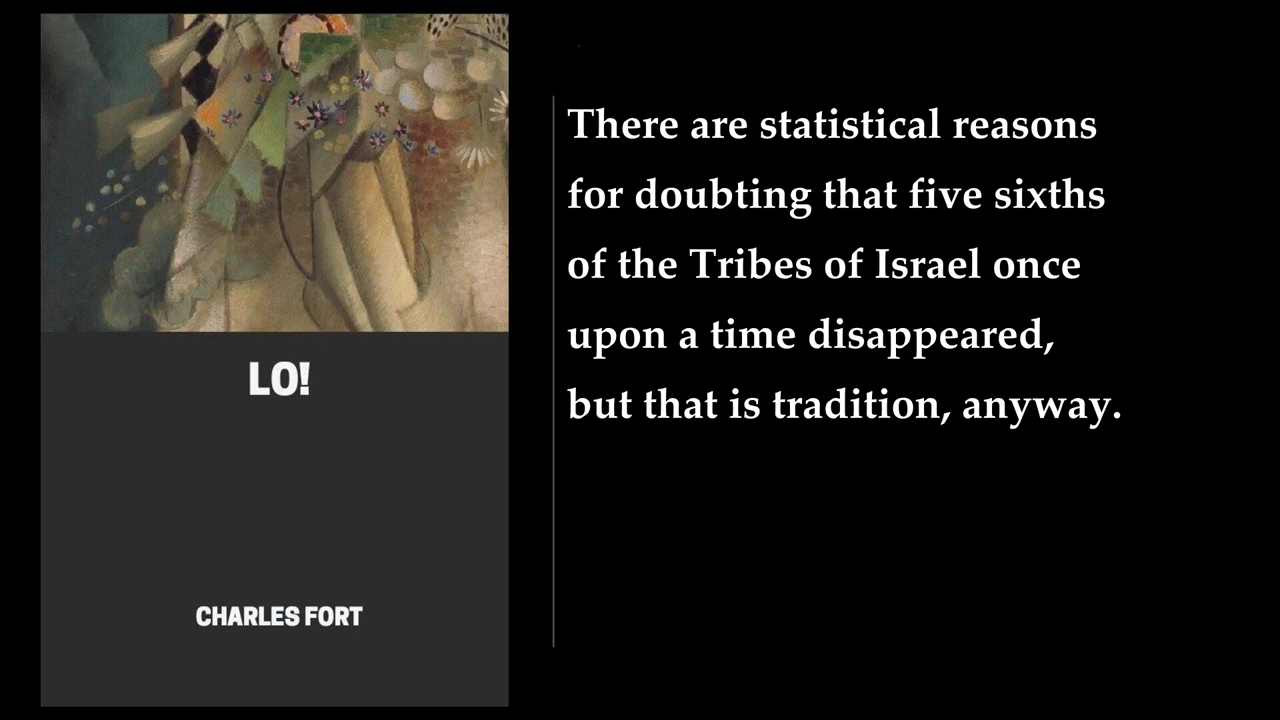 LO!
CHARLES FORT
There are statistical reasons
for doubting that five sixths
of the Tribes of Israel once
upon a time disappeared,
but that is tradition, anyway.